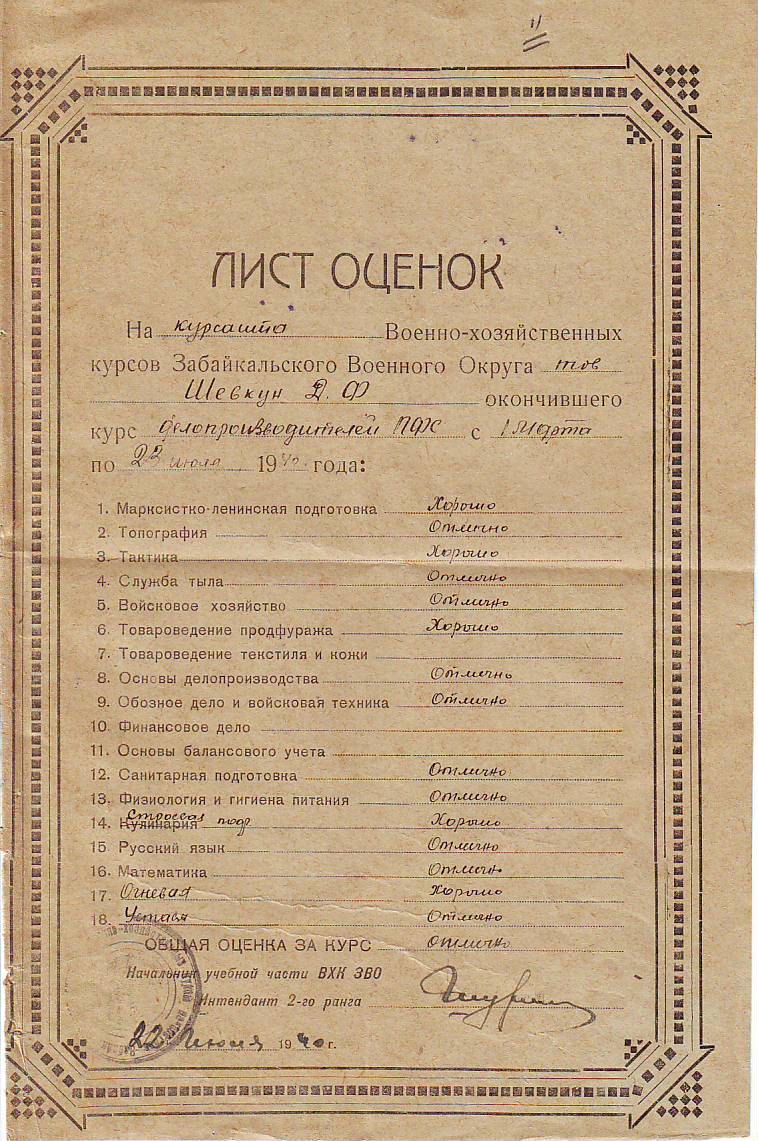 11
ЛИСТ ОЦЕНОК
На курсанта Военно-хозяйственных
курсов Забайкальского Военного Округа тов
Шевкун Д. Ф окончившего
курс делопроизводителей ПФС с 1 Марта
по 23 июля 1940 года:
1. Марксистко-ленинская подготовка Хорошо
2. Топография Отлично
3. Тактика Хорошо
4. Служба тыла Отлично
5. Войсковое хозяйство Отлично
6. Товароведение продфуража Хорошо
7. Товароведение текстиля и кожи
8. Основы делопроизводства Отлично
9. Обозное дело и войсковая техника Отлично
10. Финансовое дело
11. Основы балансового учета
12. Санитарная подготовка Отлично
13. Физиология и гигиена питания Отлично
Строевая подг
14. Кулинария Хорошо
15. Русский язык Отлично
16. Математика Отлично
17. Огневая Хорошо
18. Уставы Отлично
ОБЩАЯ ОЦЕНКА ЗА КУРС Отлично
Начальник учебной части ВХК ЗВО
Интендант 2-го ранга
22 Июля 1940 г.